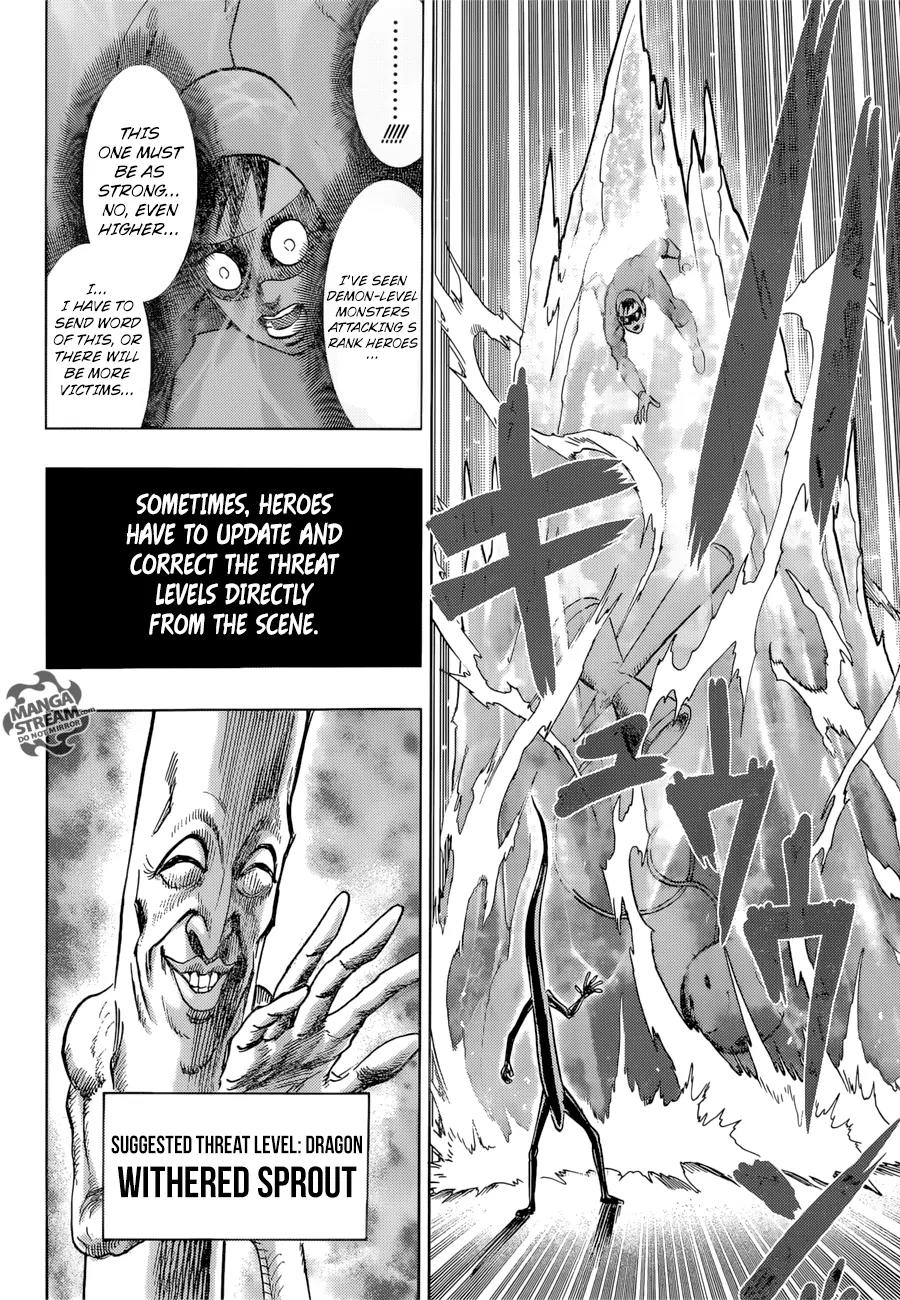 キュウウ
.........
!!!!!
I'VE SEEN
DEMON-LEVEL
MONSTERS
ATTACKING S
RANK HEROES
...
THIS
ONE MUST
BE AS
STRONG...
NO, EVEN
HIGHER...
I...
I HAVE TO
SEND WORD
OF THIS, OR
THERE WILL
BE MORE
VICTIMS...
SOMETIMES, HEROES
HAVE TO UPDATE AND
CORRECT THE THREAT
LEVELS DIRECTLY
FROM THE SCENE.
MANGA
STREAM.com
DO NOT MIRROR!
SUGGESTED THREAT LEVEL: DRAGON
WITHERED SPROUT